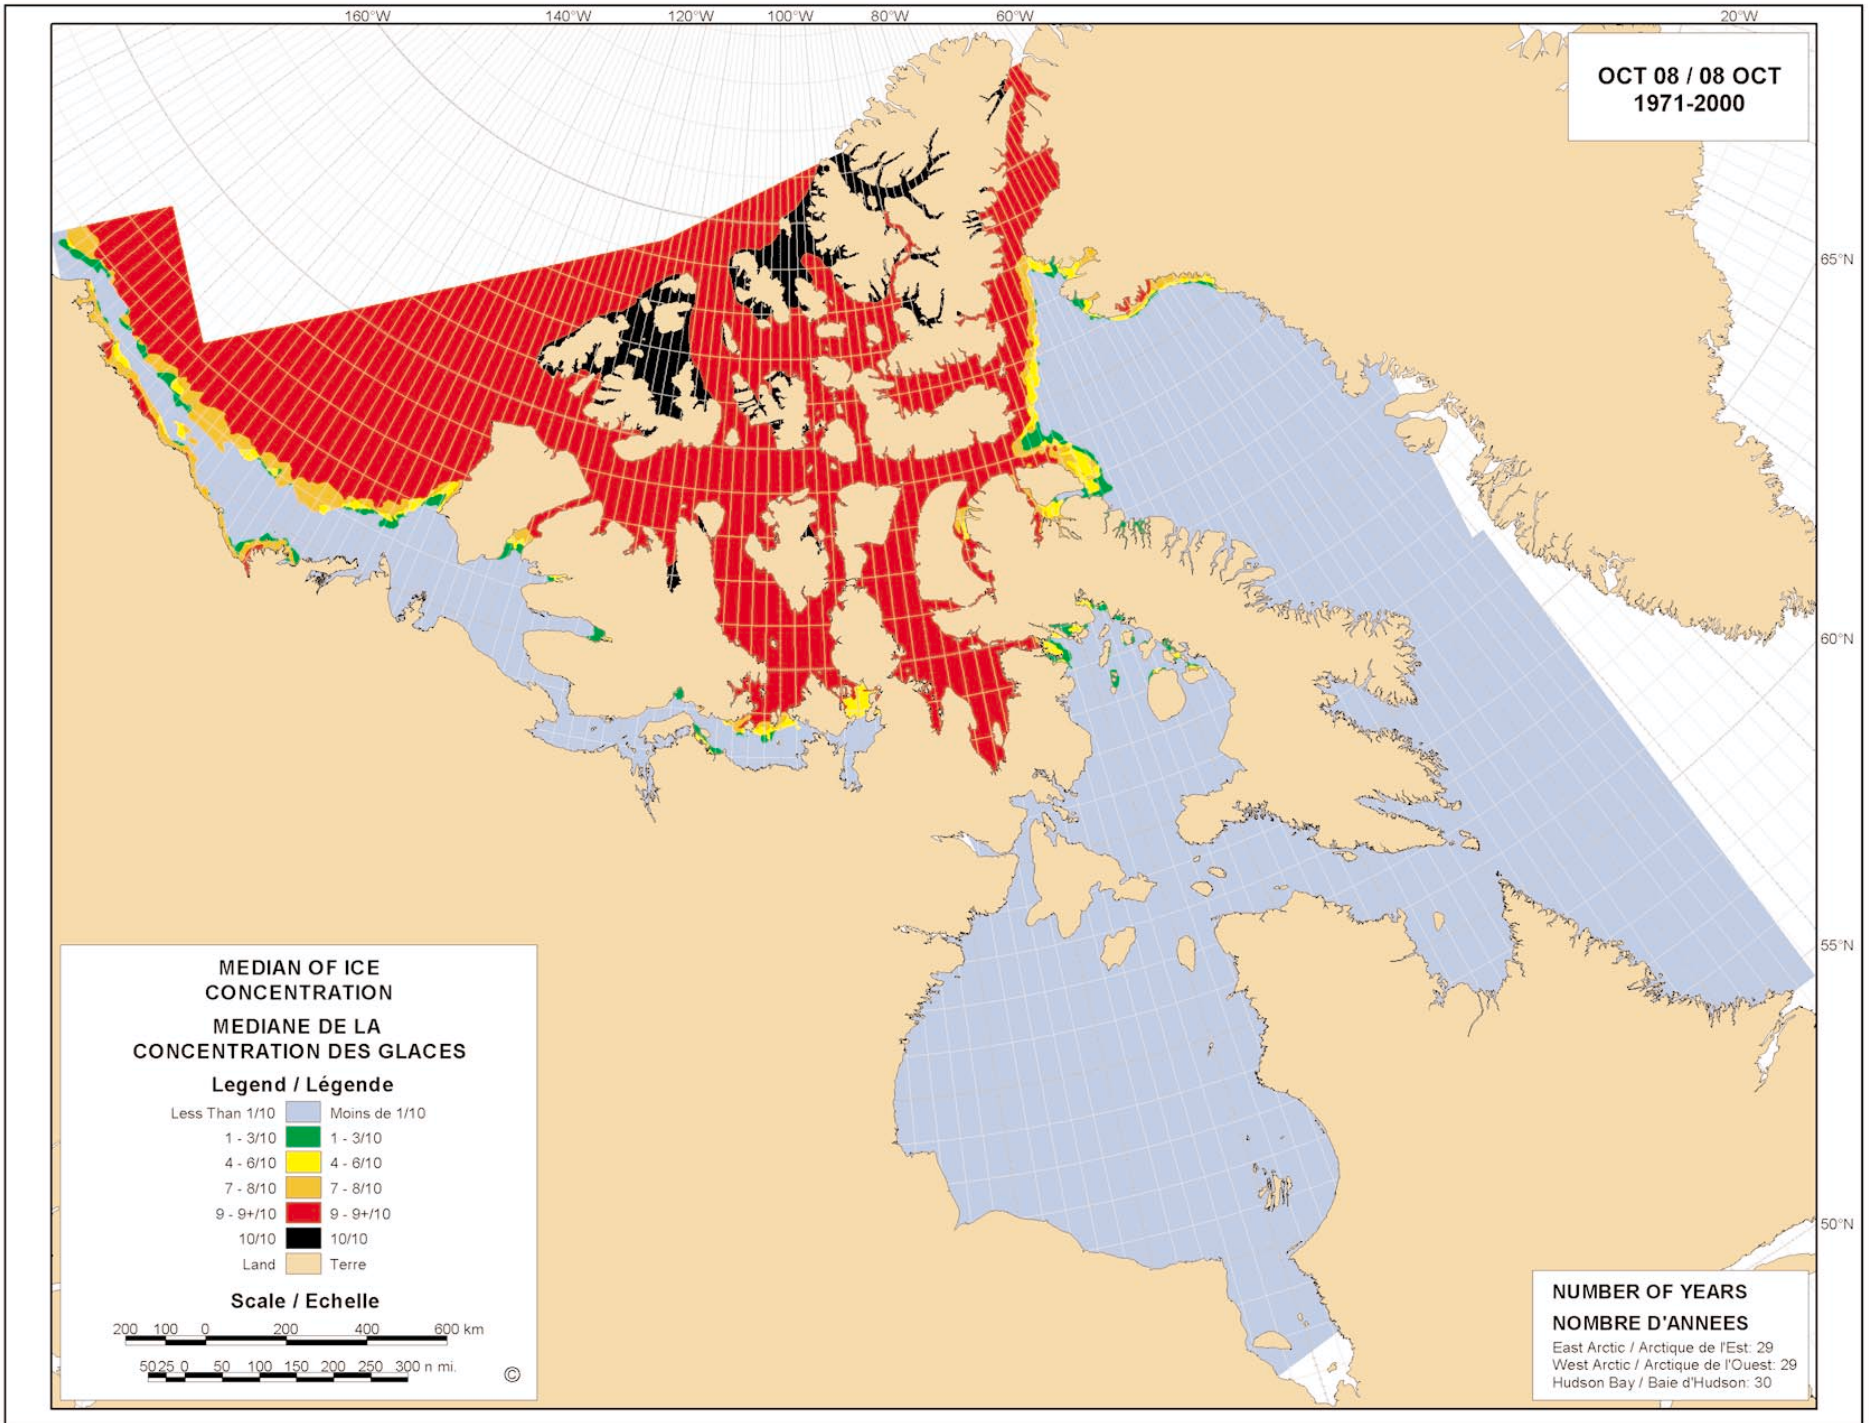 160°W 140°W 120°W 100°W 80°W 60°W 20°W
OCT 08 / 08 OCT
1971-2000
65°N
60°N
55°N
50°N
MEDIAN OF ICE
CONCENTRATION
MEDIANE DE LA
CONCENTRATION DES GLACES
Legend / Légende
Less Than 1/10 Moins de 1/10
1 - 3/10 1 - 3/10
4 - 6/10 4 - 6/10
7 - 8/10 7 - 8/10
9 - 9+/10 9 - 9+/10
10/10 10/10
Land Terre
Scale / Echelle
200 100 0 200 400 600 km
50 25 0 50 100 150 200 250 300 n mi.
©
NUMBER OF YEARS
NOMBRE D'ANNEES
East Arctic / Arctique de l'Est: 29
West Arctic / Arctique de l'Ouest: 29
Hudson Bay / Baie d'Hudson: 30